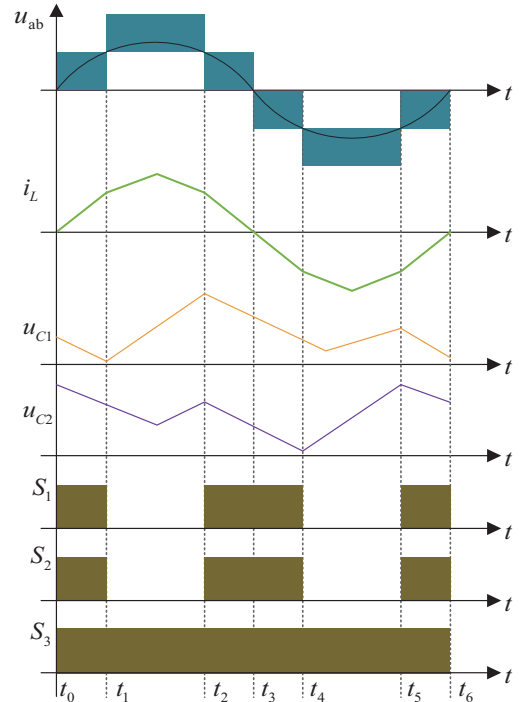 u_ab
t
i_L
t
u_C1
t
u_C2
t
S_1
t
S_2
t
S_3
t
t_0 t_1 t_2 t_3 t_4 t_5 t_6